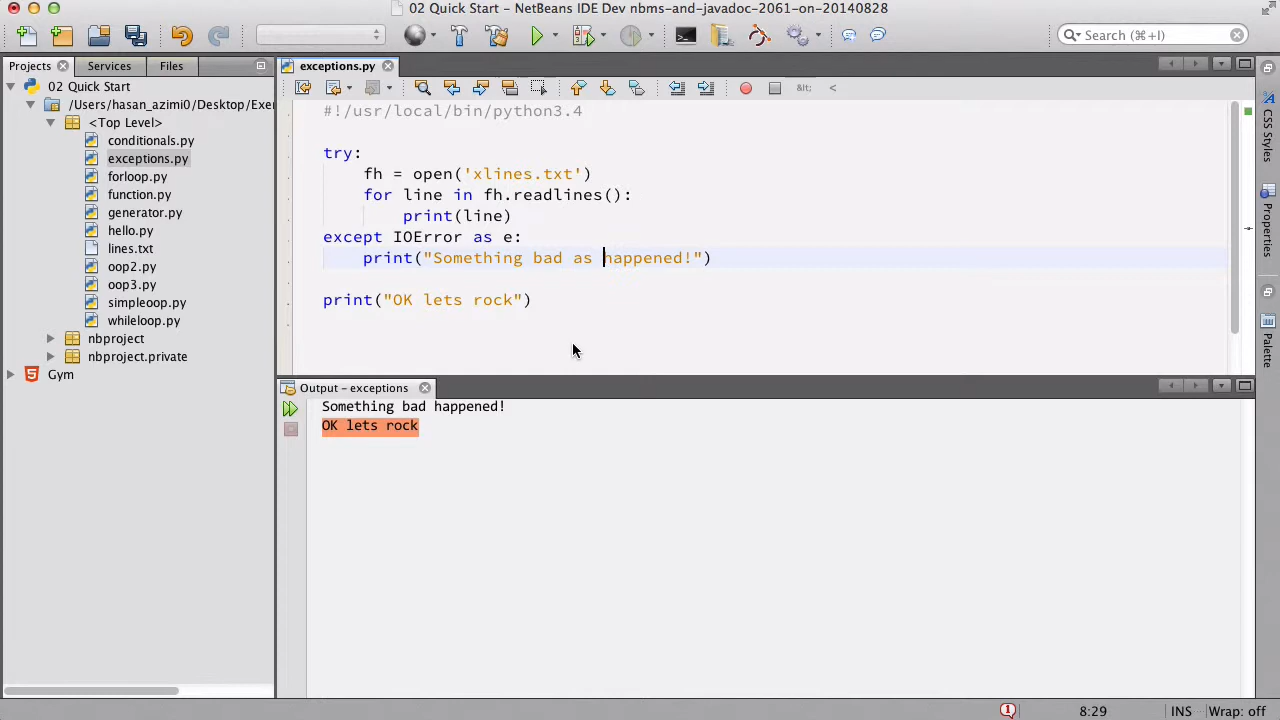 02 Quick Start - NetBeans IDE Dev nbms-and-javadoc-2061-on-20140828
Search (⌘+I)
Projects
Services
Files
02 Quick Start
/Users/hasan_azimi0/Desktop/Exer
<Top Level>
conditionals.py
exceptions.py
forloop.py
function.py
generator.py
hello.py
lines.txt
oop2.py
oop3.py
simpleoop.py
whileloop.py
nbproject
nbproject.private
Gym
exceptions.py
&lt; <
#!/usr/local/bin/python3.4
try:
fh = open('xlines.txt')
for line in fh.readlines():
print(line)
except IOError as e:
print("Something bad as happened!")
print("OK lets rock")
Output – exceptions
Something bad happened!
OK lets rock
CSS Styles
Properties
Palette
8:29
INS
Wrap: off